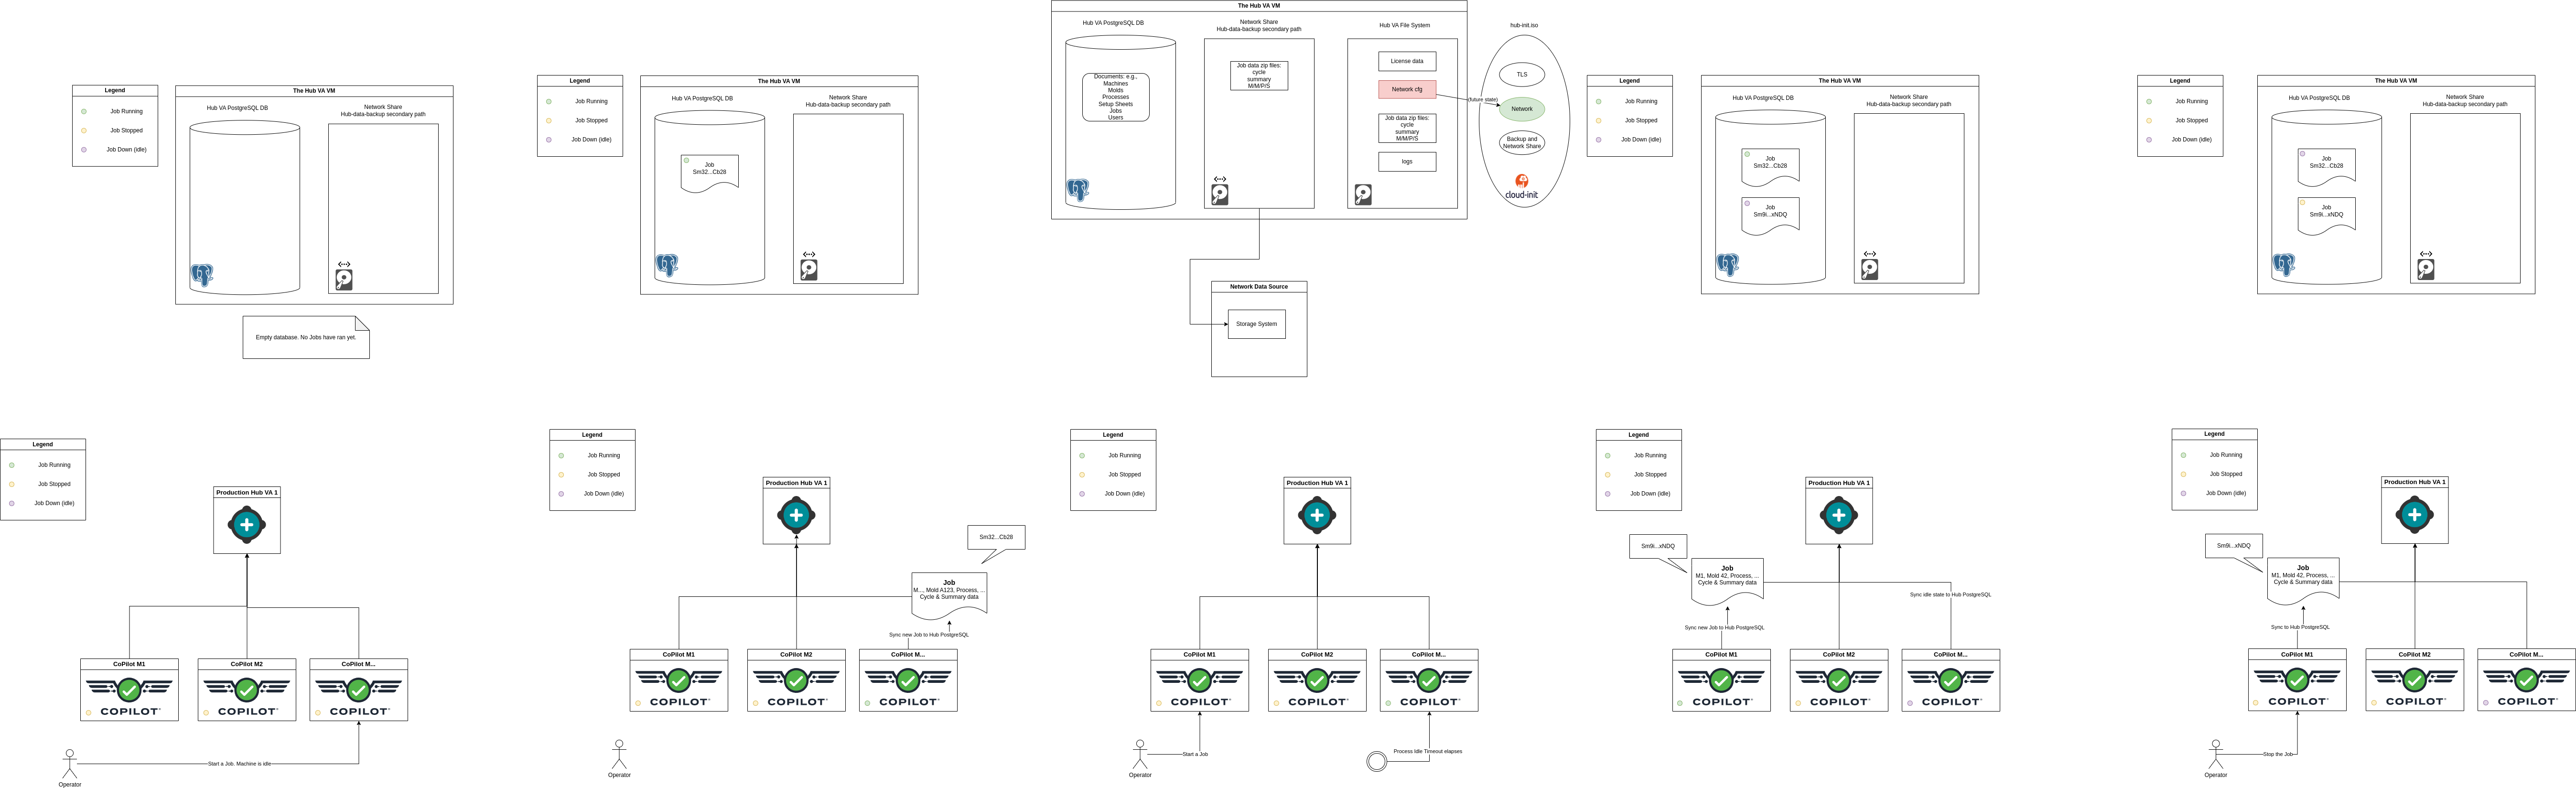 Legend
Job Running
Job Stopped
Job Down (idle)
The Hub VA VM
Hub VA PostgreSQL DB
Network Share
Hub-data-backup secondary path
Empty database. No Jobs have ran yet.
Legend
Job Running
Job Stopped
Job Down (idle)
The Hub VA VM
Hub VA PostgreSQL DB
Network Share
Hub-data-backup secondary path
Job
Sm32...Cb28
The Hub VA VM
Hub VA PostgreSQL DB
Documents: e.g.,
Machines
Molds
Processes
Setup Sheets
Jobs
Users
Network Share
Hub-data-backup secondary path
Job data zip files:
cycle
summary
M/M/P/S
Hub VA File System
License data
Network cfg
Job data zip files:
cycle
summary
M/M/P/S
logs
(future state)
hub-init.iso
TLS
Network
Backup and
Network Share
cloud-init
Network Data Source
Storage System
Legend
Job Running
Job Stopped
Job Down (idle)
The Hub VA VM
Hub VA PostgreSQL DB
Network Share
Hub-data-backup secondary path
Job
Sm32...Cb28
Job
Sm9i...xNDQ
Legend
Job Running
Job Stopped
Job Down (idle)
The Hub VA VM
Hub VA PostgreSQL DB
Network Share
Hub-data-backup secondary path
Job
Sm32...Cb28
Job
Sm9i...xNDQ
Legend
Job Running
Job Stopped
Job Down (idle)
Production Hub VA 1
CoPilot M1
COPILOT
CoPilot M2
COPILOT
CoPilot M...
COPILOT
Start a Job. Machine is idle
Operator
Legend
Job Running
Job Stopped
Job Down (idle)
Production Hub VA 1
Sm32...Cb28
Job
M..., Mold A123, Process, ...
Cycle & Summary data
Sync new Job to Hub PostgreSQL
CoPilot M1
COPILOT
CoPilot M2
COPILOT
CoPilot M...
COPILOT
Operator
Legend
Job Running
Job Stopped
Job Down (idle)
Production Hub VA 1
CoPilot M1
COPILOT
CoPilot M2
COPILOT
CoPilot M...
COPILOT
Start a Job
Process Idle Timeout elapses
Operator
Legend
Job Running
Job Stopped
Job Down (idle)
Production Hub VA 1
Sm9i...xNDQ
Job
M1, Mold 42, Process, ...
Cycle & Summary data
Sync idle state to Hub PostgreSQL
Sync new Job to Hub PostgreSQL
CoPilot M1
COPILOT
CoPilot M2
COPILOT
CoPilot M...
COPILOT
Legend
Job Running
Job Stopped
Job Down (idle)
Production Hub VA 1
Sm9i...xNDQ
Job
M1, Mold 42, Process, ...
Cycle & Summary data
Sync to Hub PostgreSQL
CoPilot M1
COPILOT
CoPilot M2
COPILOT
CoPilot M...
COPILOT
Stop the Job
Operator